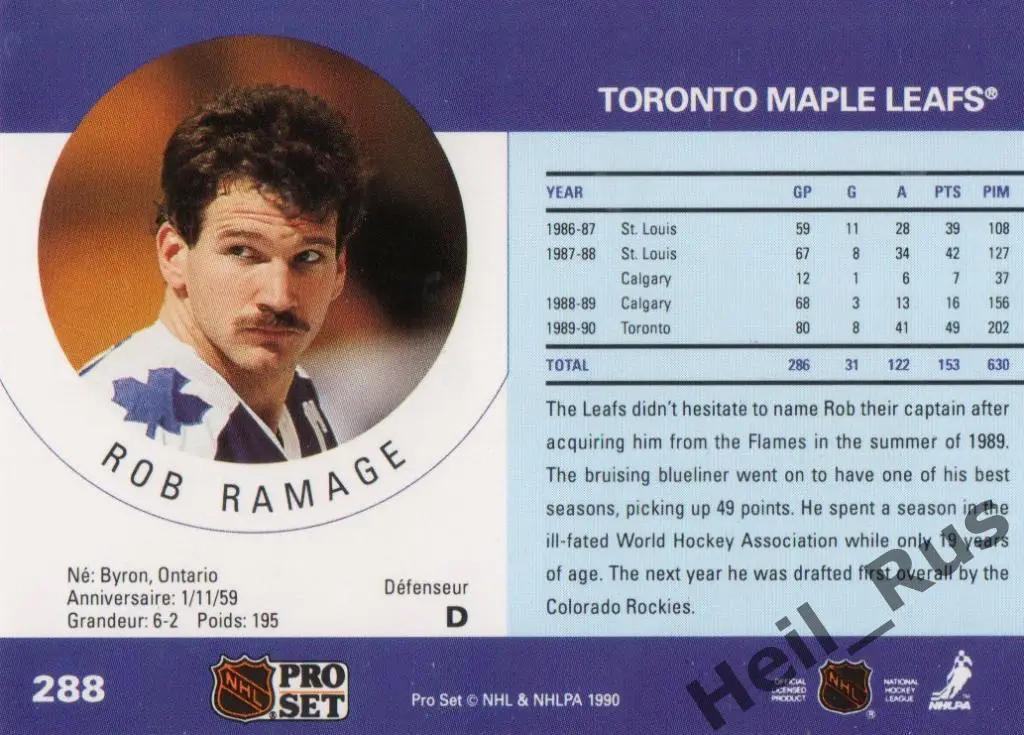 TORONTO MAPLE LEAFS®
YEAR GP G A PTS PIM
1986-87 St. Louis 59 11 28 39 108
1987-88 St. Louis 67 8 34 42 127
Calgary 12 1 6 7 37
1988-89 Calgary 68 3 13 16 156
1989-90 Toronto 80 8 41 49 202
TOTAL 286 31 122 153 630
The Leafs didn't hesitate to name Rob their captain after
acquiring him from the Flames in the summer of 1989.
The bruising blueliner went on to have one of his best
seasons, picking up 49 points. He spent a season in the
ill-fated World Hockey Association while only 19 years
of age. The next year he was drafted first overall by the
Colorado Rockies.
ROB RAMAGE
Né: Byron, Ontario
Anniversaire: 1/11/59
Grandeur: 6-2 Poids: 195
Défenseur
D
288
NHL
®
PRO
SET
Pro Set © NHL & NHLPA 1990
OFFICIAL
LICENSED
PRODUCT
NHL
®
NATIONAL
HOCKEY
LEAGUE
NHLPA
™
Heil_Rus